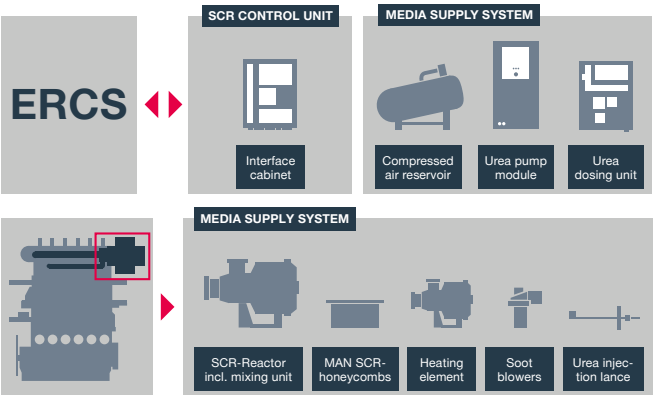 SCR CONTROL UNIT
MEDIA SUPPLY SYSTEM
ERCS
Interface
cabinet
Compressed
air reservoir
Urea pump
module
Urea
dosing unit
MEDIA SUPPLY SYSTEM
SCR-Reactor
incl. mixing unit
MAN SCR-
honeycombs
Heating
element
Soot
blowers
Urea injec-
tion lance